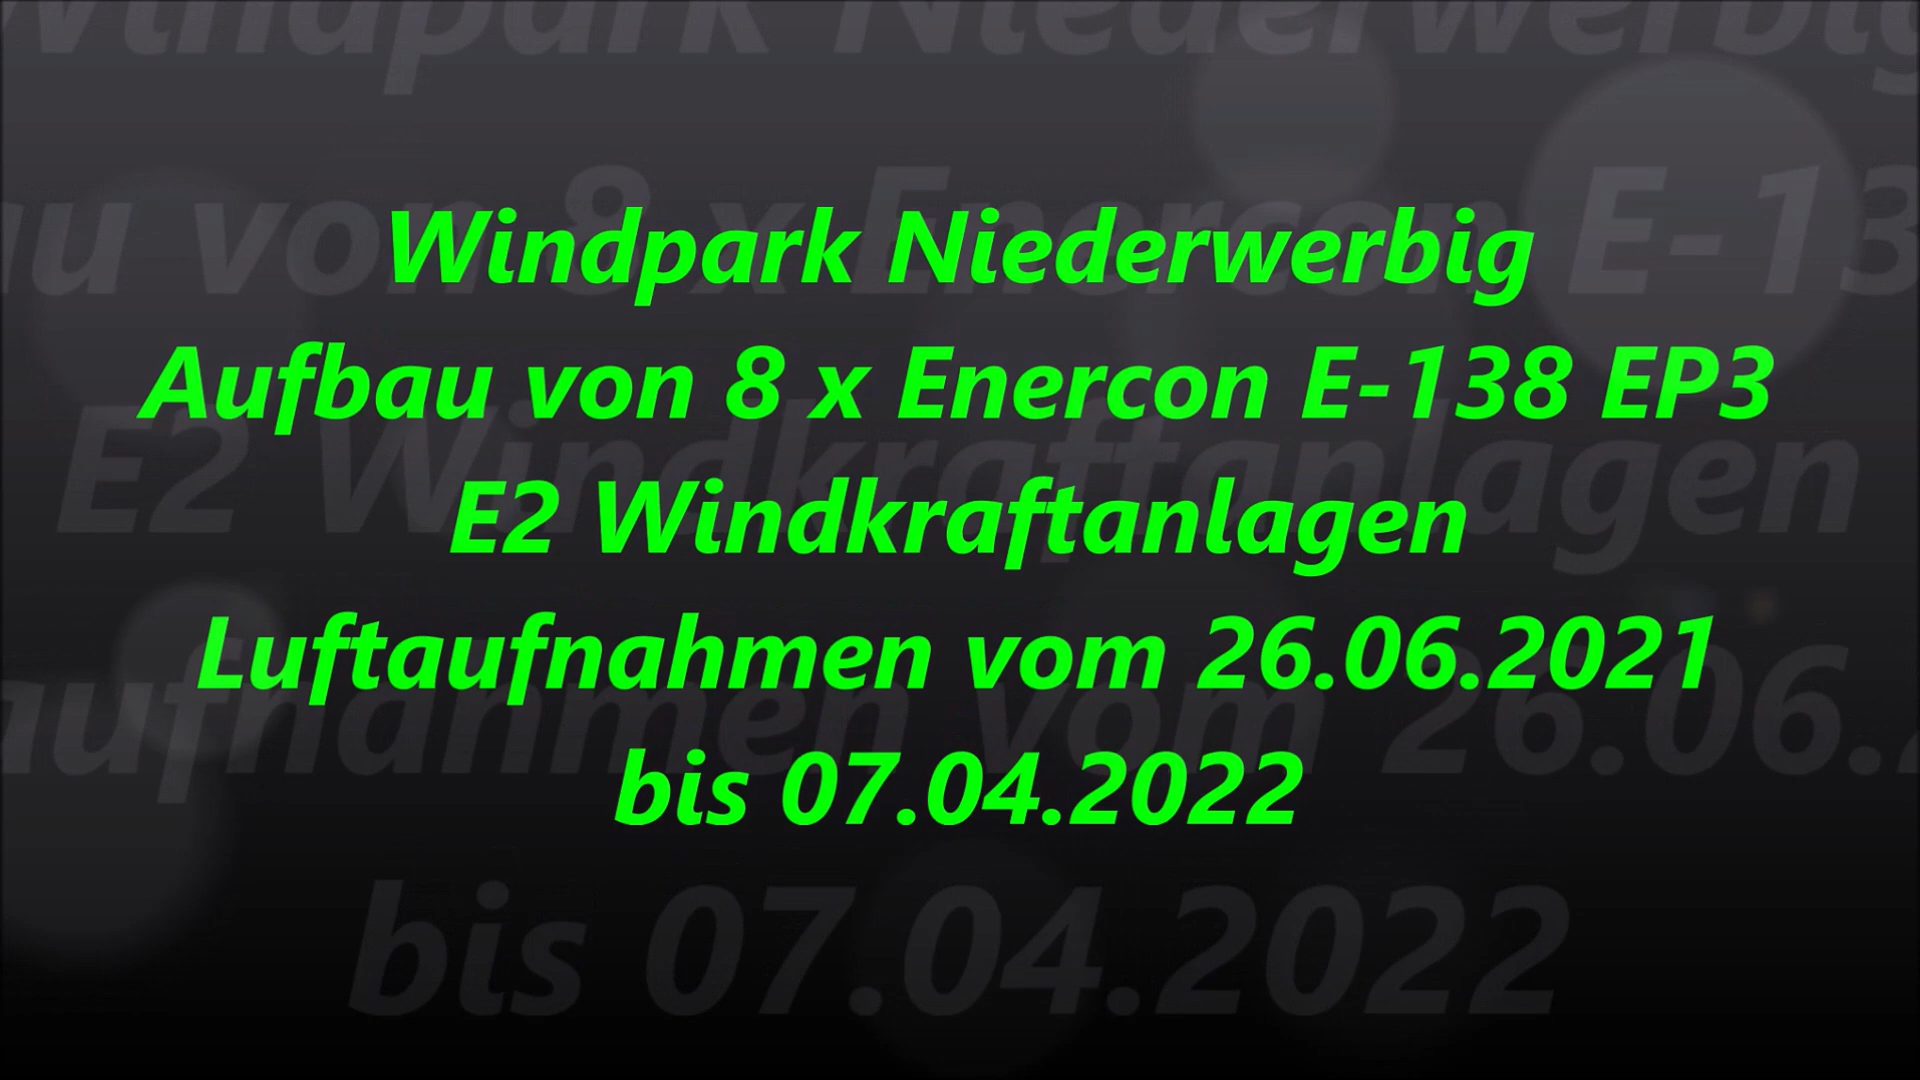 Windpark Niederwerbig
Aufbau von 8 x Enercon E-138 EP3
E2 Windkraftanlagen
Luftaufnahmen vom 26.06.2021
bis 07.04.2022